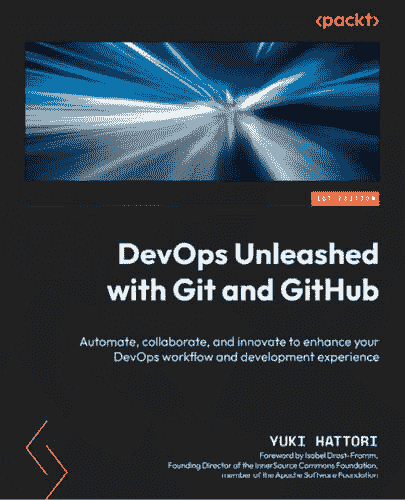 <packt>
1ST EDITION
DevOps Unleashed
with Git and GitHub
Automate, collaborate, and innovate to enhance your
DevOps workflow and development experience
YUKI HATTORI
Foreword by Isabel Drost-Fromm,
Founding Director of the InnerSource Commons Foundation,
member of the Apache Software Foundation